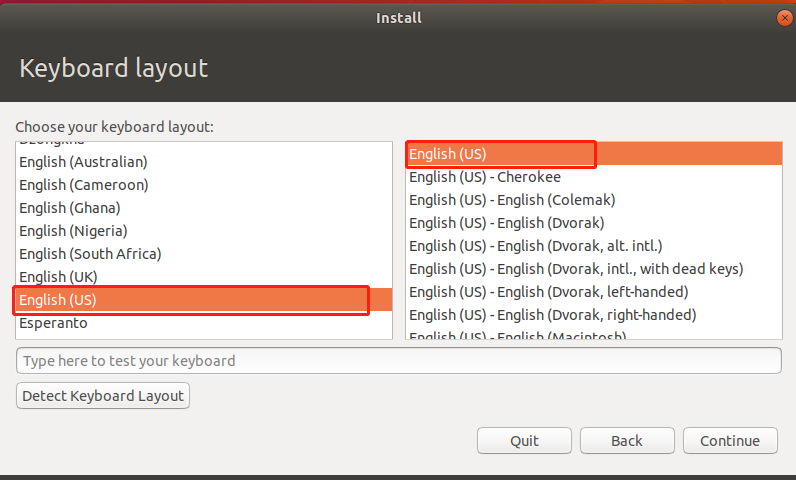 Install
Keyboard layout
Choose your keyboard layout:
Dzongkha
English (Australian)
English (Cameroon)
English (Ghana)
English (Nigeria)
English (South Africa)
English (UK)
English (US)
Esperanto
English (US)
English (US) - Cherokee
English (US) - English (Colemak)
English (US) - English (Dvorak)
English (US) - English (Dvorak, alt. intl.)
English (US) - English (Dvorak, intl., with dead keys)
English (US) - English (Dvorak, left-handed)
English (US) - English (Dvorak, right-handed)
English (US) - English (Macintosh)
Type here to test your keyboard
Detect Keyboard Layout
Quit
Back
Continue